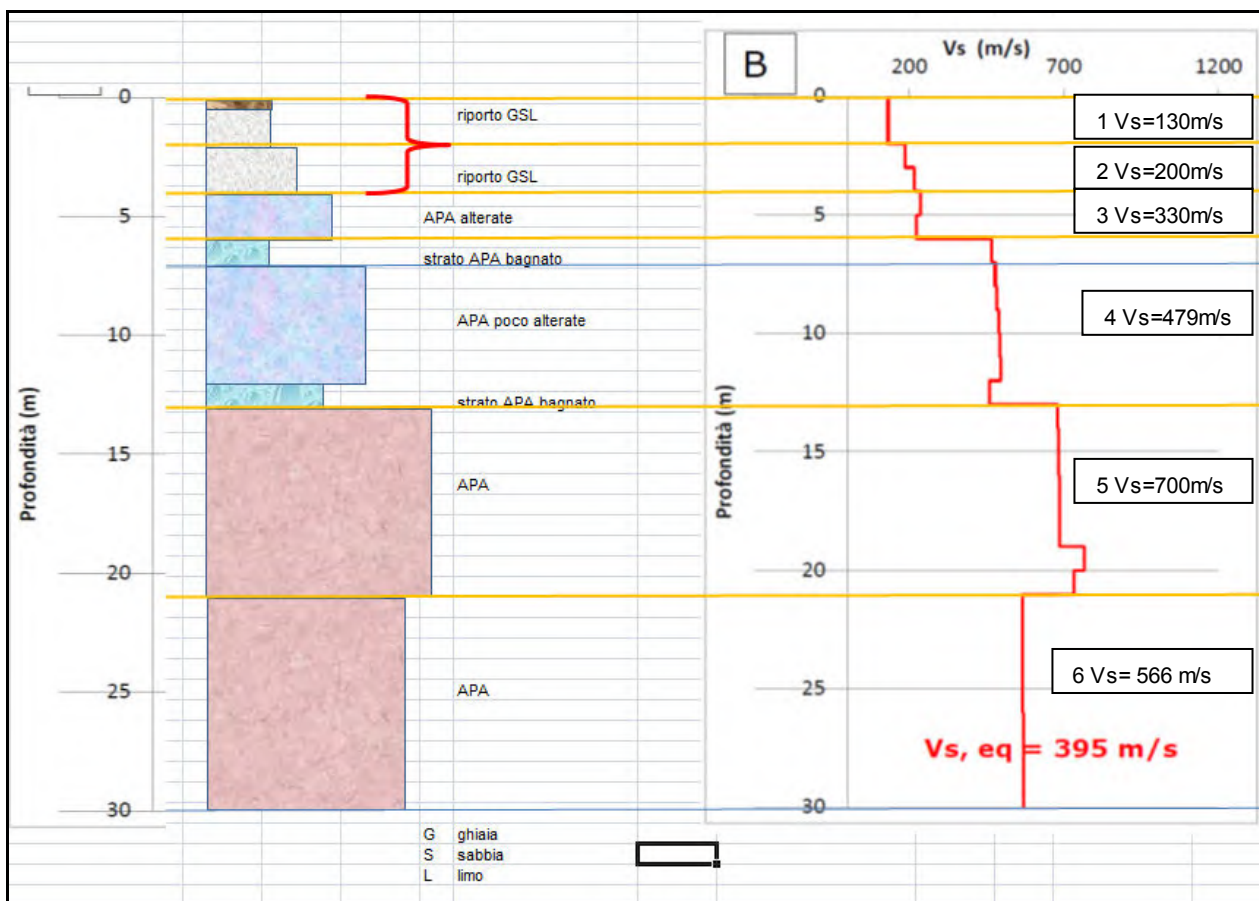 B
Vs (m/s)
200 700 1200
0
5
10
15
20
25
30
Profondità (m)
riporto GSL
riporto GSL
APA alterate
strato APA bagnato
APA poco alterate
strato APA bagnato
APA
APA
G ghiaia
S sabbia
L limo
0
5
10
15
20
25
30
Profondità (m)
1 Vs=130m/s
2 Vs=200m/s
3 Vs=330m/s
4 Vs=479m/s
5 Vs=700m/s
6 Vs= 566 m/s
Vs, eq = 395 m/s